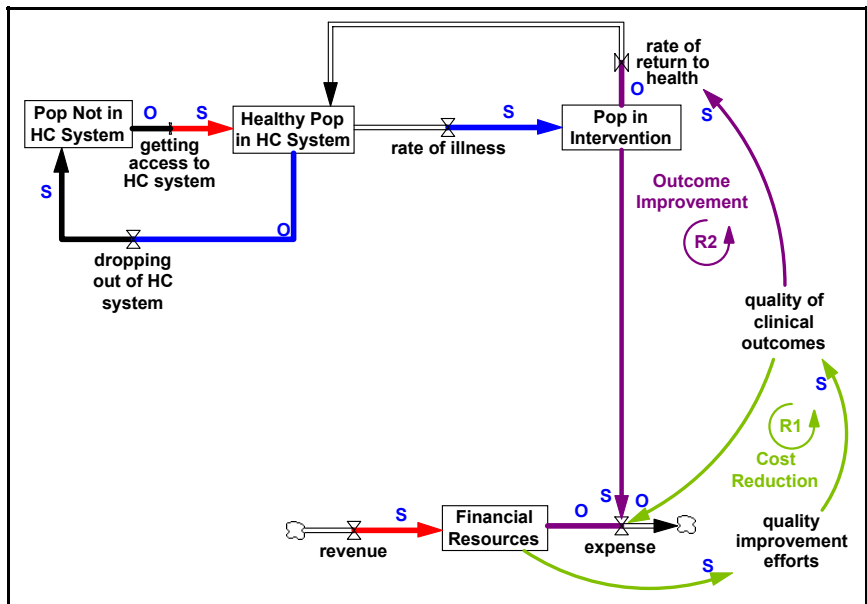 rate of
return to
health
Pop Not in
HC System
O
S
getting
access to
HC system
Healthy Pop
in HC System
rate of illness
S
Pop in
Intervention
O
S
S
O
dropping
out of HC
system
Outcome
Improvement
R2
quality of
clinical
outcomes
S
R1
Cost
Reduction
S
O
revenue
S
Financial
Resources
O
expense
quality
improvement
efforts
S